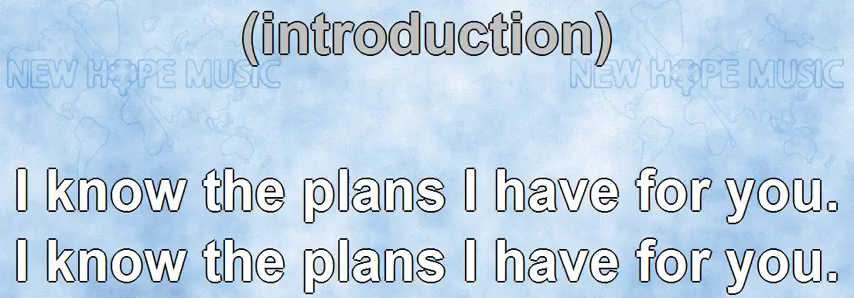 (introduction)
NEW HOPE MUSIC NEW HOPE MUSIC
I know the plans I have for you.
I know the plans I have for you.